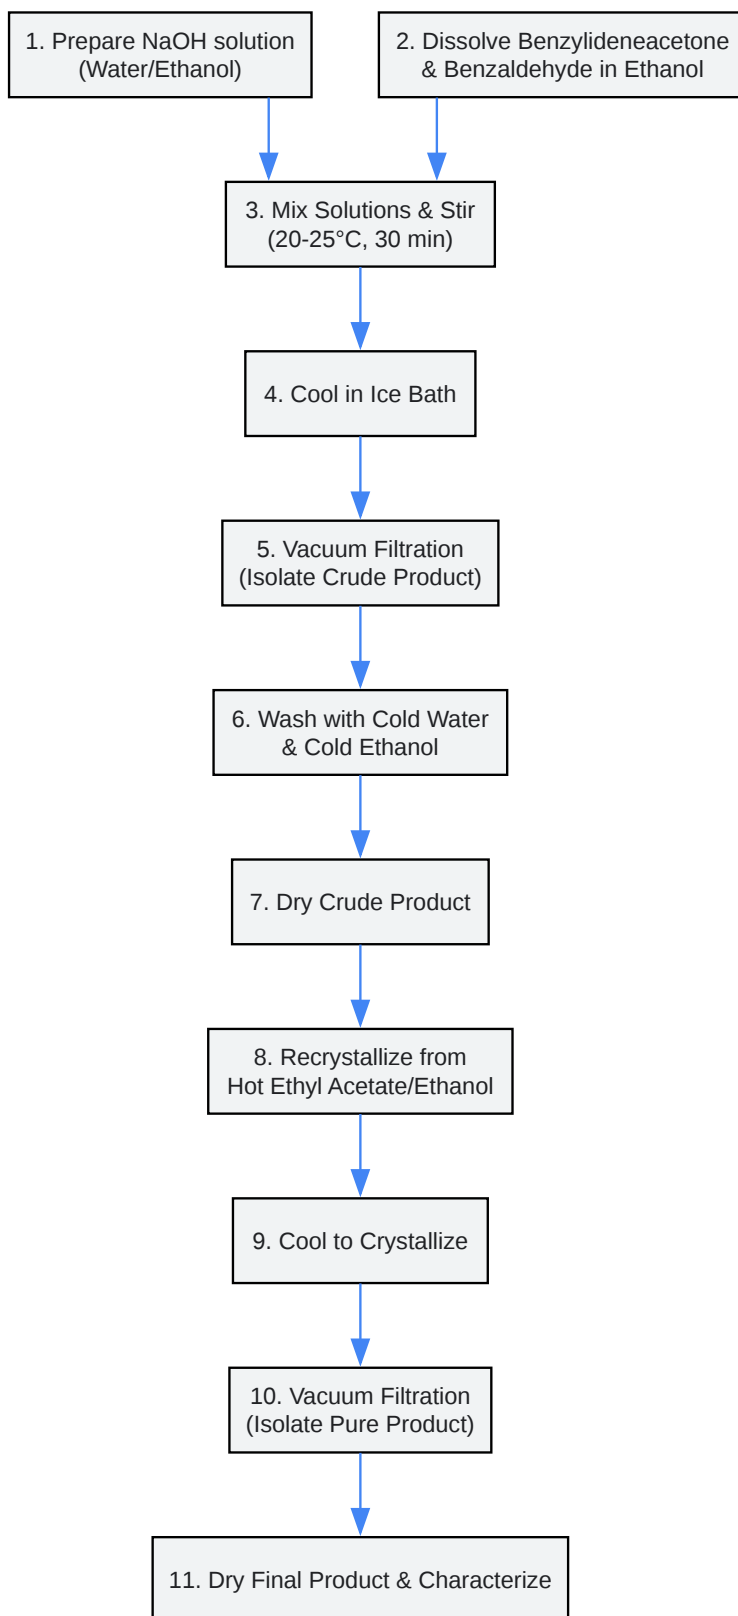 1. Prepare NaOH solution
(Water/Ethanol)
2. Dissolve Benzylideneacetone
& Benzaldehyde in Ethanol
3. Mix Solutions & Stir
(20-25°C, 30 min)
4. Cool in Ice Bath
5. Vacuum Filtration
(Isolate Crude Product)
6. Wash with Cold Water
& Cold Ethanol
7. Dry Crude Product
8. Recrystallize from
Hot Ethyl Acetate/Ethanol
9. Cool to Crystallize
10. Vacuum Filtration
(Isolate Pure Product)
11. Dry Final Product & Characterize